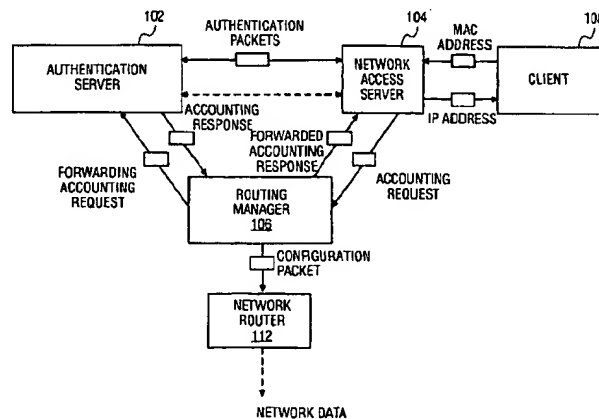 102
AUTHENTICATION
PACKETS
104
MAC
ADDRESS
108
AUTHENTICATION
SERVER
NETWORK
ACCESS
SERVER
CLIENT
IP ADDRESS
ACCOUNTING
RESPONSE
FORWARDED
ACCOUNTING
RESPONSE
FORWARDING
ACCOUNTING
REQUEST
ACCOUNTING
REQUEST
ROUTING
MANAGER
106
CONFIGURATION
PACKET
NETWORK
ROUTER
112
NETWORK DATA